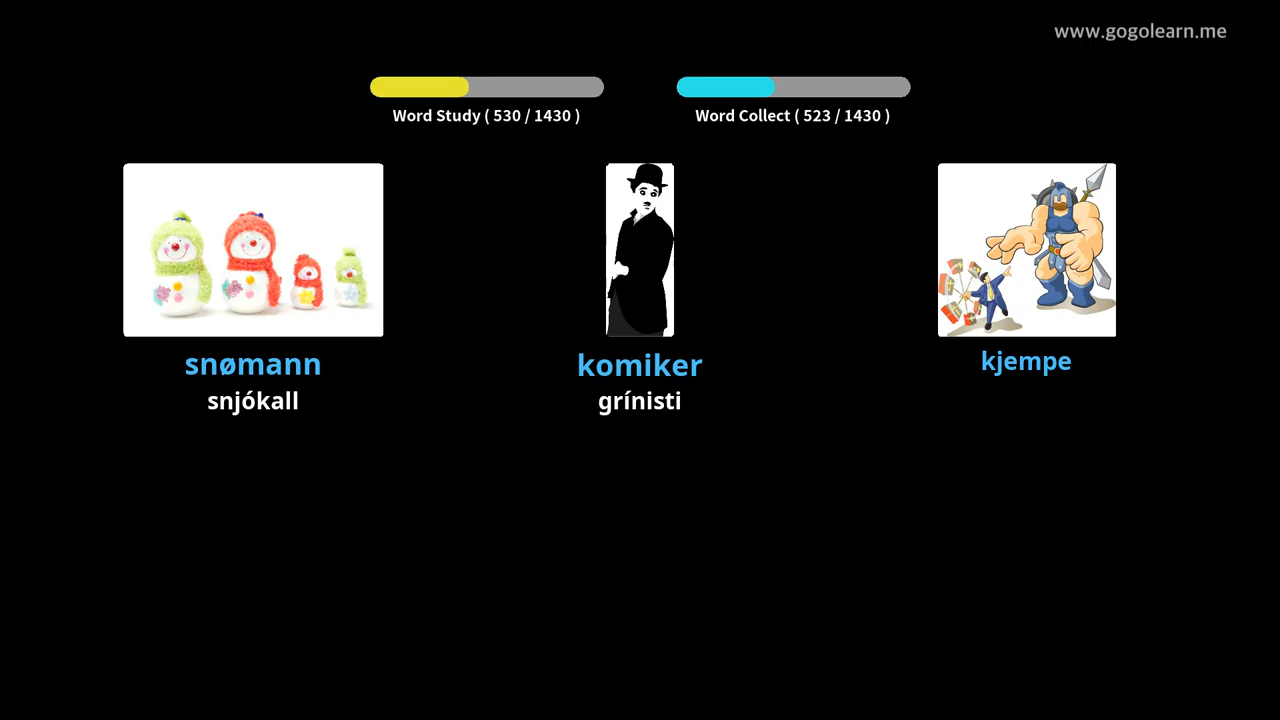 www.gogolearn.me
Word Study ( 530 / 1430 )
Word Collect ( 523 / 1430 )
snømann
snjókall
komiker
grínisti
kjempe